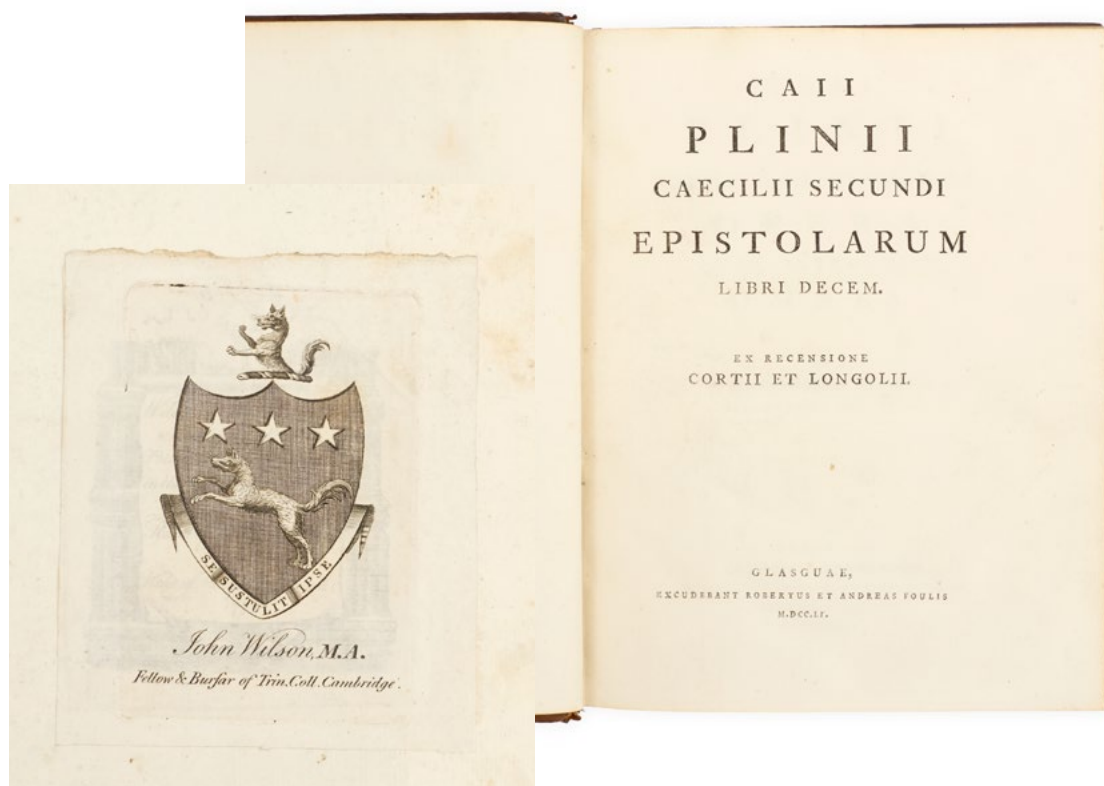 CAII
PLINII
CAECILII SECUNDI
EPISTOLARUM
LIBRI DECEM.
EX RECENSIONE
CORTII ET LONGOLII.
GLASGUAE,
EXCUDEBANT ROBERTUS ET ANDREAS FOULIS
M.DCC.LI.
SE SUSTULIT IPSE
John Wilson, M.A.
Fellow & Bursar of Trin. Coll. Cambridge.